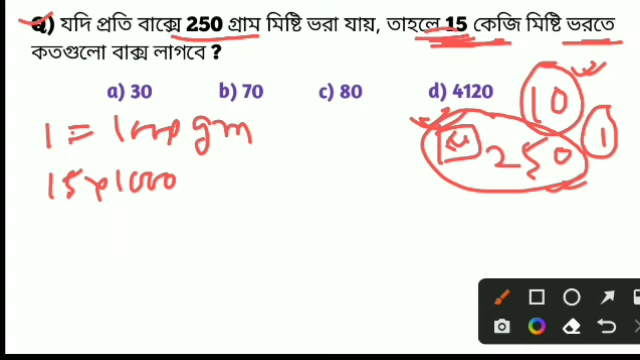 Q) যদি প্রতি বাক্সে 250 গ্রাম মিষ্টি ভরা যায়, তাহলে 15 কেজি মিষ্টি ভরতে
কতগুলো বাক্স লাগবে ?
a) 30 b) 70 c) 80 d) 4120
10
1 = 1000 gm
250
1
15 x 1000